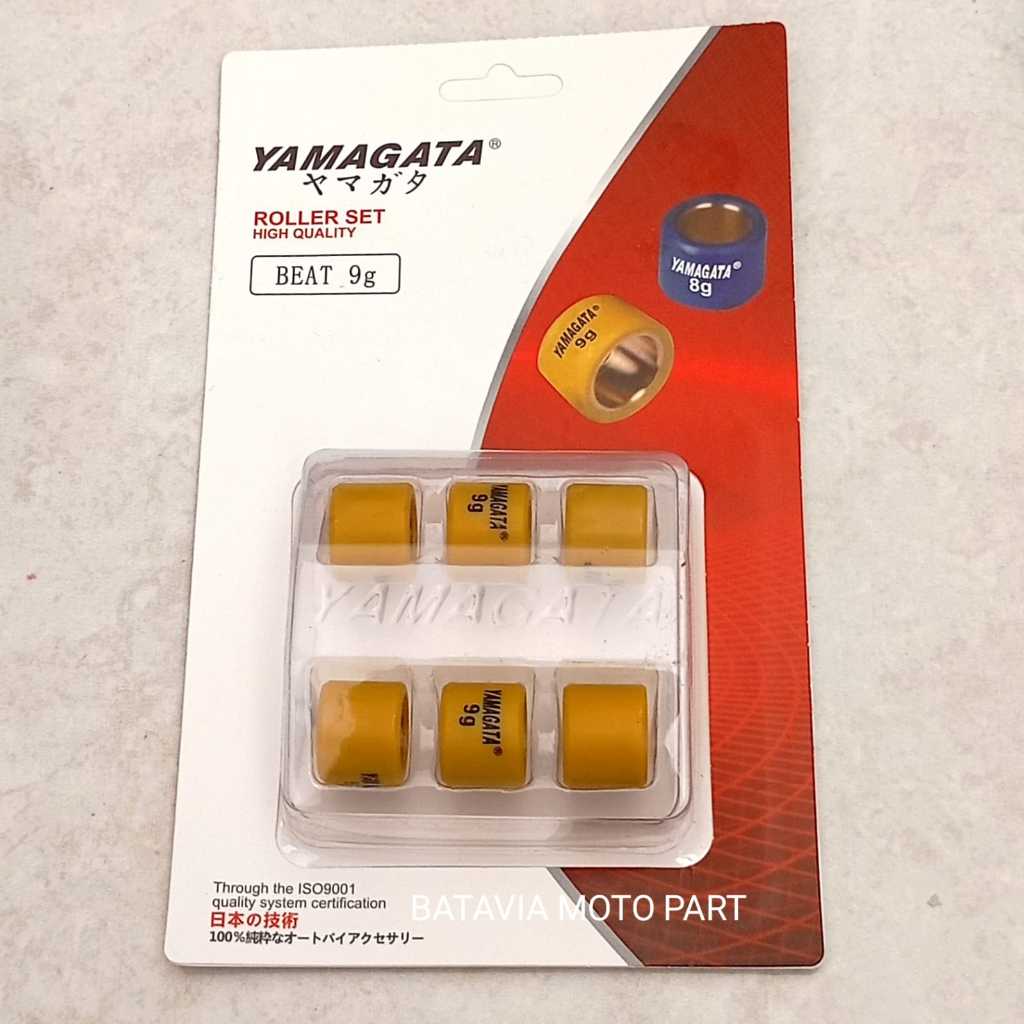 YAMAGATA®
ヤマガタ
ROLLER SET
HIGH QUALITY
BEAT 9g
YAMAGATA®
8g
YAMAGATA®
9g
YAMAGATA®
9g
YAMAGATA
YAMAGATA®
9g
Through the ISO9001
quality system certification
日本の技術
100%純粋なオートバイアクセサリー
BATAVIA MOTO PART